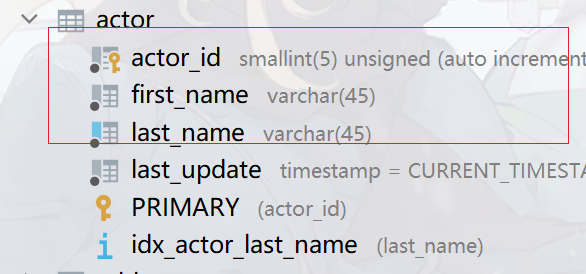 actor
actor_id smallint(5) unsigned (auto increment
first_name varchar(45)
last_name varchar(45)
last_update timestamp = CURRENT_TIMESTA
PRIMARY (actor_id)
idx_actor_last_name (last_name)